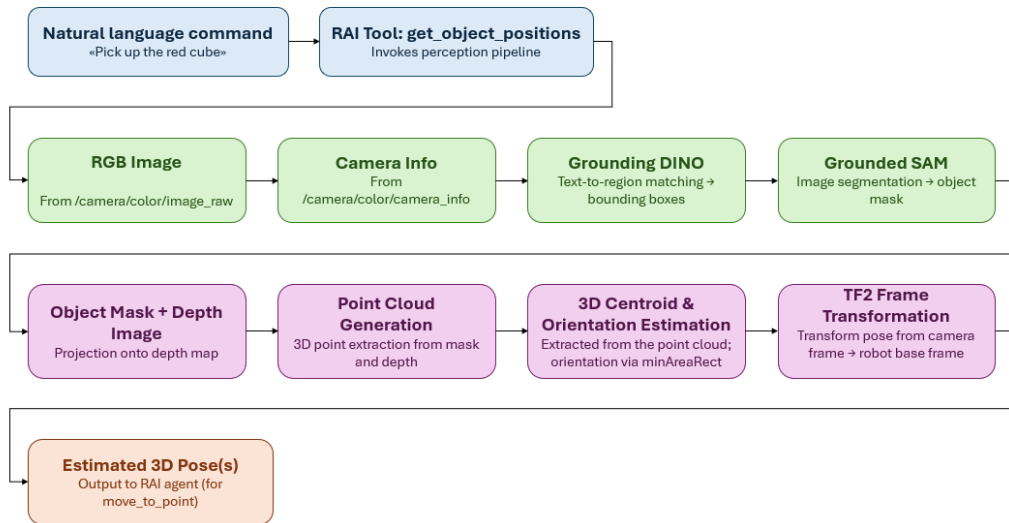 Natural language command
«Pick up the red cube»
RAI Tool: get_object_positions
Invokes perception pipeline
RGB Image
From /camera/color/image_raw
Camera Info
From
/camera/color/camera_info
Grounding DINO
Text-to-region matching →
bounding boxes
Grounded SAM
Image segmentation → object
mask
Object Mask + Depth
Image
Projection onto depth map
Point Cloud
Generation
3D point extraction from mask
and depth
3D Centroid &
Orientation Estimation
Extracted from the point cloud;
orientation via minAreaRect
TF2 Frame
Transformation
Transform pose from camera
frame → robot base frame
Estimated 3D Pose(s)
Output to RAI agent (for
move_to_point)